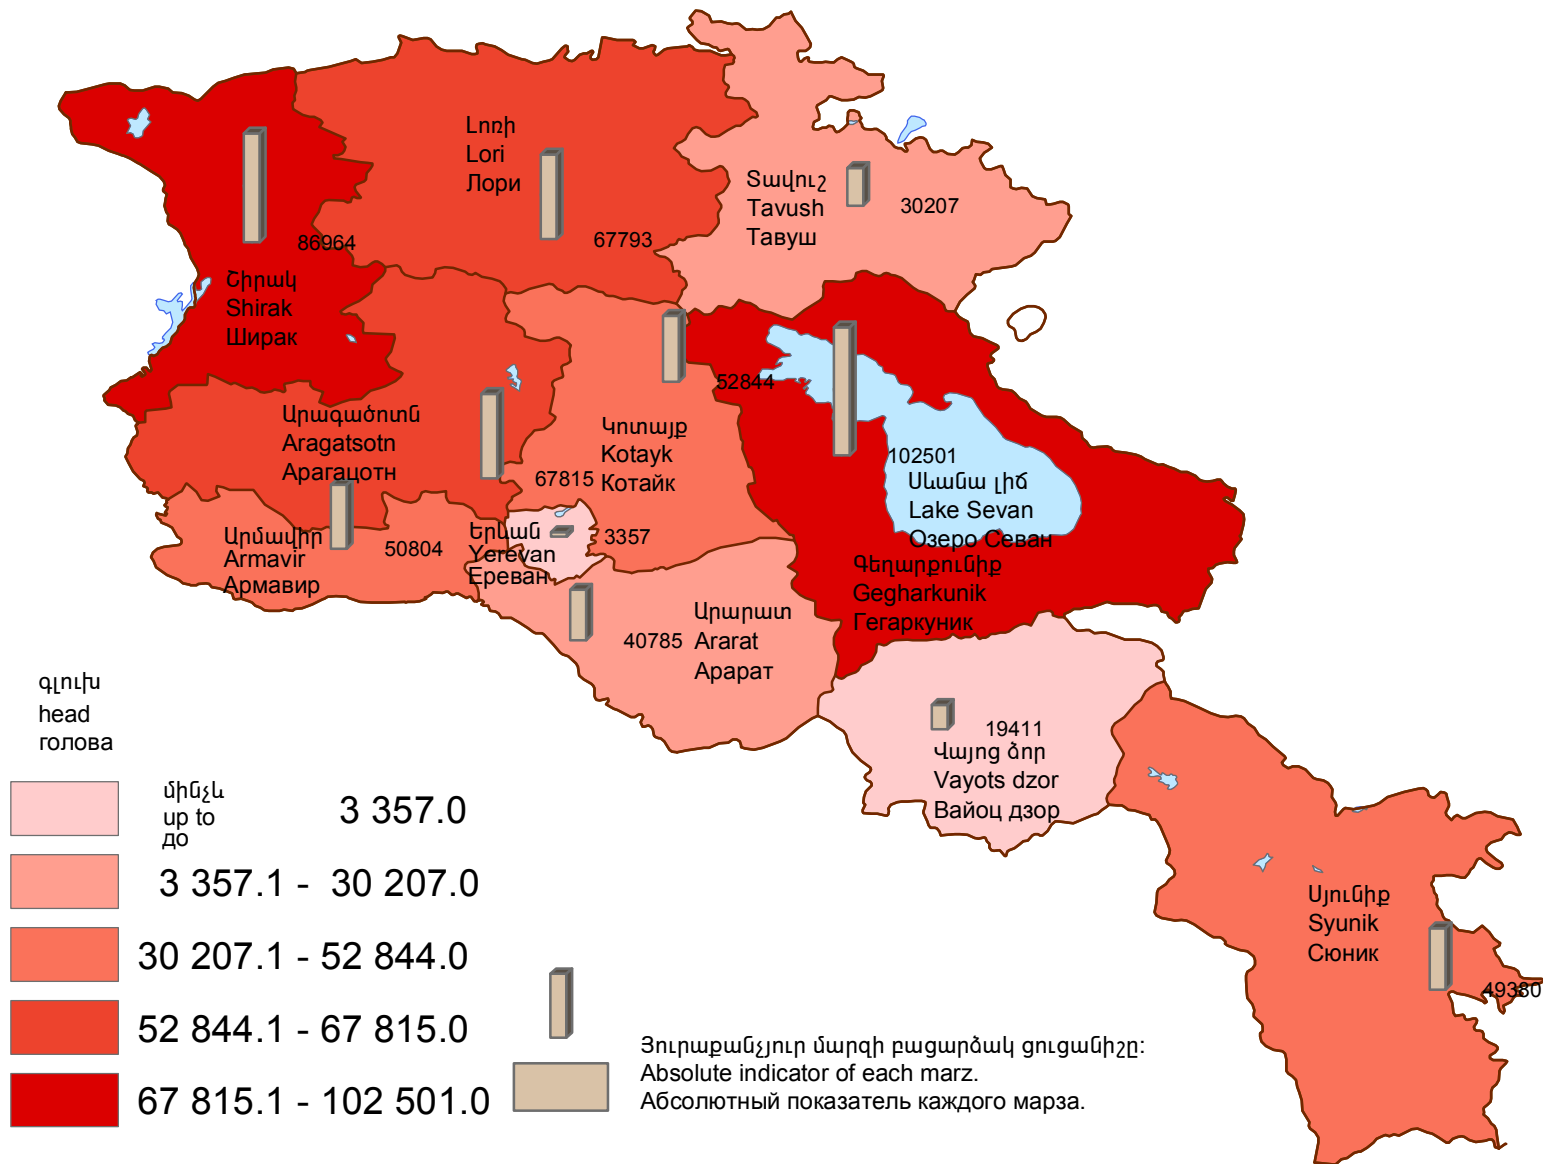 Լոռի
Lori
Лори
67793
Տավուշ
Tavush
Тавуш
30207
86964
Շիրակ
Shirak
Ширак
52844
Արագածոտն
Aragatsotn
Арагацотн
67815
Կոտայք
Kotayk
Котайк
102501
Սևանա լիճ
Lake Sevan
Озеро Севан
Արմավիր
Armavir
Армавир
50804
Երևան
Yerevan
Ереван
3357
Գեղարքունիք
Gegharkunik
Гегаркуник
40785
Արարատ
Ararat
Арарат
19411
Վայոց ձոր
Vayots dzor
Вайоц дзор
Սյունիք
Syunik
Сюник
49380
գլուխ
head
голова
մինչև
up to
до
3 357.0
3 357.1 - 30 207.0
30 207.1 - 52 844.0
52 844.1 - 67 815.0
67 815.1 - 102 501.0
Յուրաքանչյուր մարզի բացարձակ ցուցանիշը:
Absolute indicator of each marz.
Абсолютный показатель каждого марза.